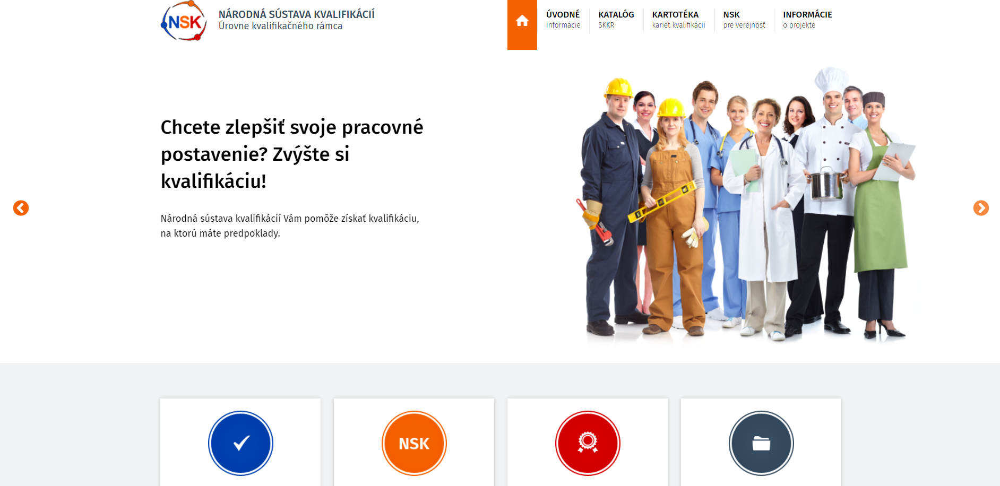 NSK
NÁRODNÁ SÚSTAVA KVALIFIKÁCIÍ
Úrovne kvalifikačného rámca
ÚVODNÉ
informácie
KATALÓG
SKKR
KARTOTÉKA
kariet kvalifikácií
NSK
pre verejnosť
INFORMÁCIE
o projekte
Chcete zlepšiť svoje pracovné
postavenie? Zvýšte si
kvalifikáciu!
Národná sústava kvalifikácií Vám pomôže získať kvalifikáciu,
na ktorú máte predpoklady.
NSK